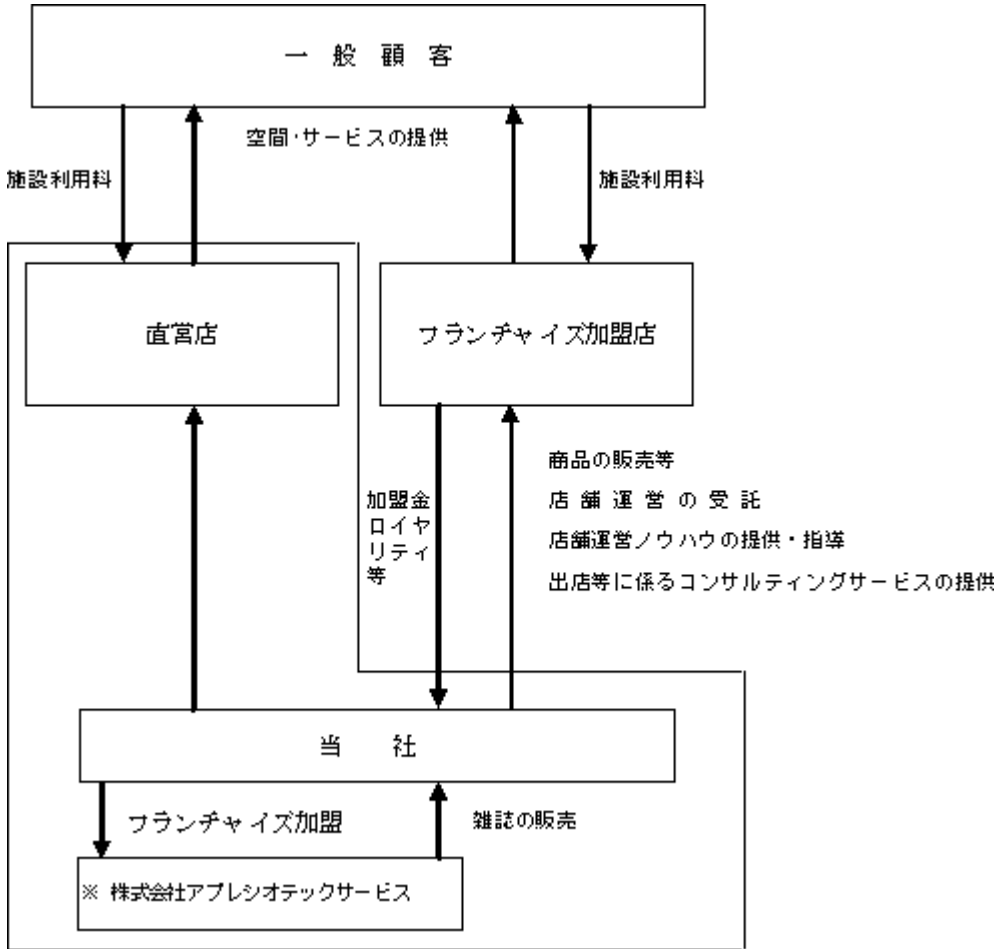 一般顧客
空間・サービスの提供
施設利用料
施設利用料
直営店
フランチャイズ加盟店
商品の販売等
店舗運営の受託
店舗運営ノウハウの提供・指導
出店等に係るコンサルティングサービスの提供
加盟金
ロイヤ
リティ
等
当社
フランチャイズ加盟
雑誌の販売
※ 株式会社アプレシオテックサービス